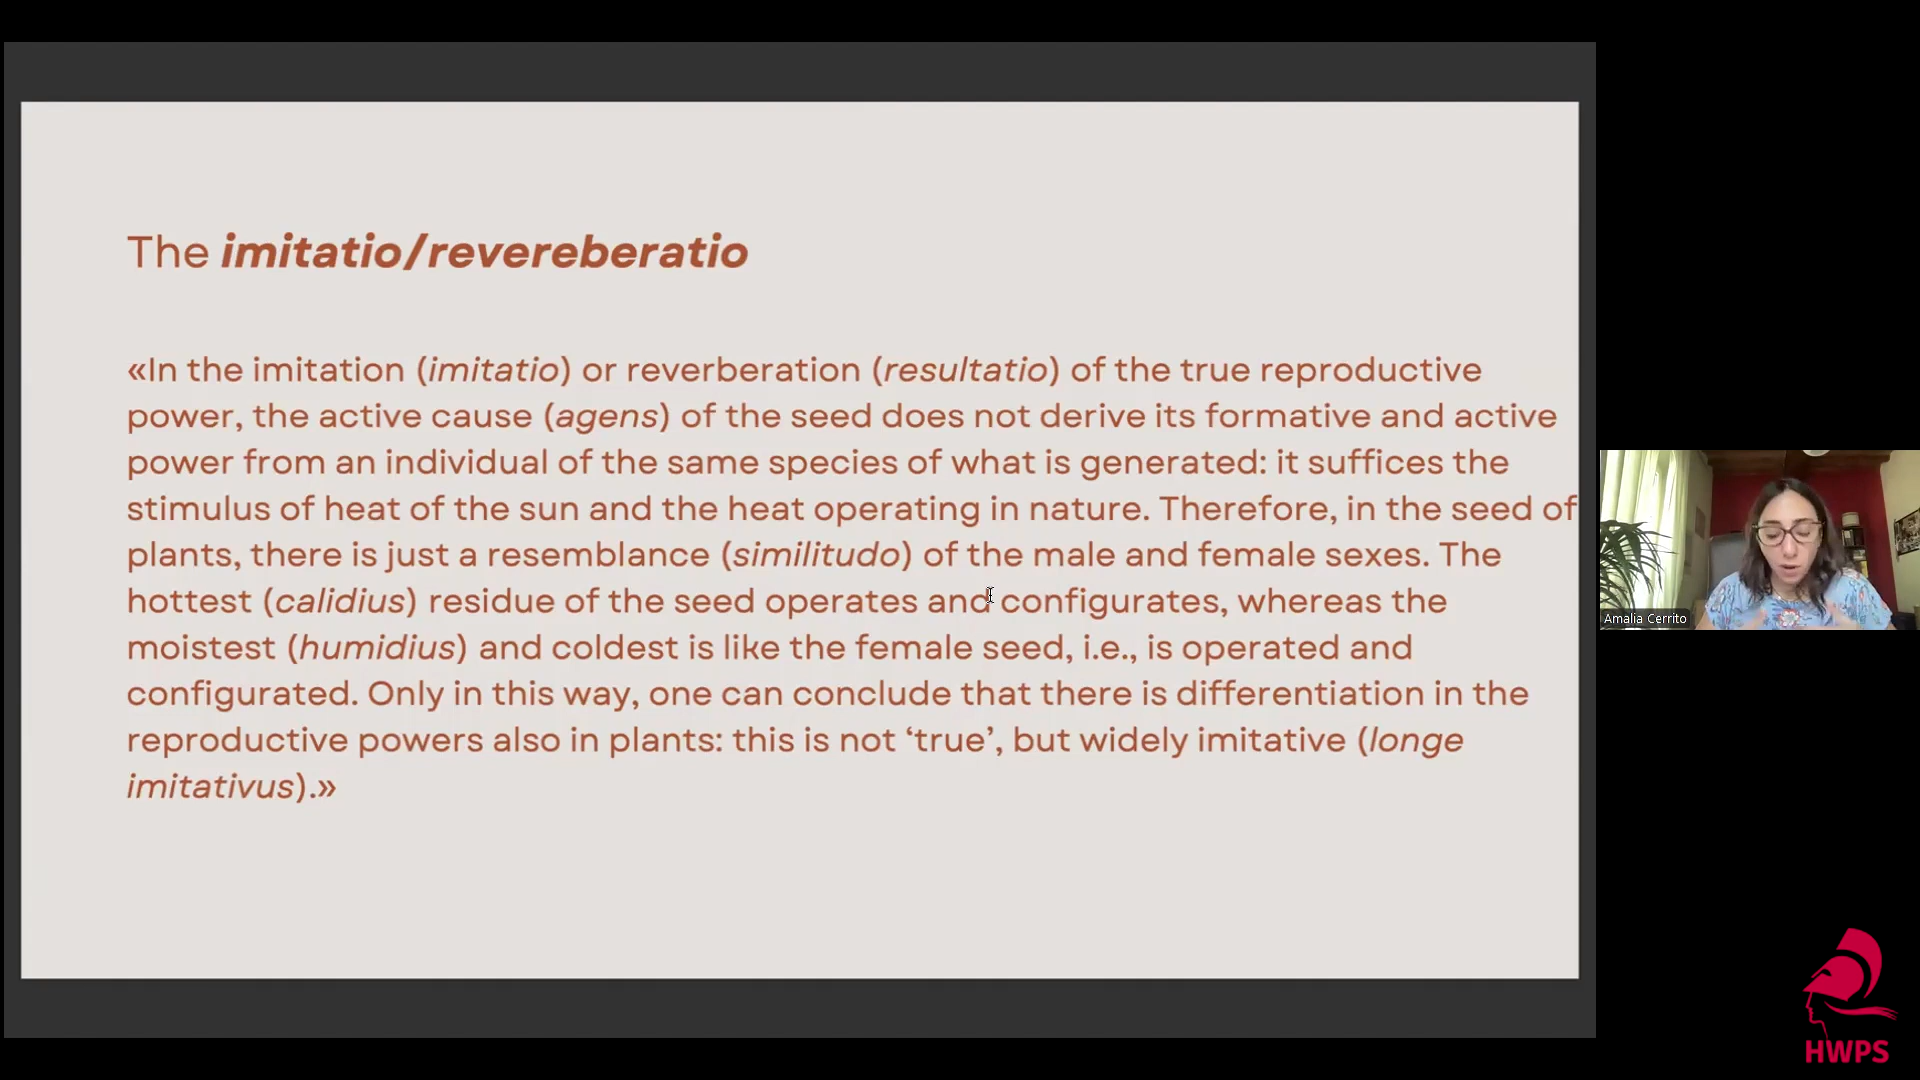 The imitatio/revereberatio
«In the imitation (imitatio) or reverberation (resultatio) of the true reproductive
power, the active cause (agens) of the seed does not derive its formative and active
power from an individual of the same species of what is generated: it suffices the
stimulus of heat of the sun and the heat operating in nature. Therefore, in the seed of
plants, there is just a resemblance (similitudo) of the male and female sexes. The
hottest (calidius) residue of the seed operates and configurates, whereas the
moistest (humidius) and coldest is like the female seed, i.e., is operated and
configurated. Only in this way, one can conclude that there is differentiation in the
reproductive powers also in plants: this is not ‘true’, but widely imitative (longe
imitativus).»
Amalia Cerrito
HWPS